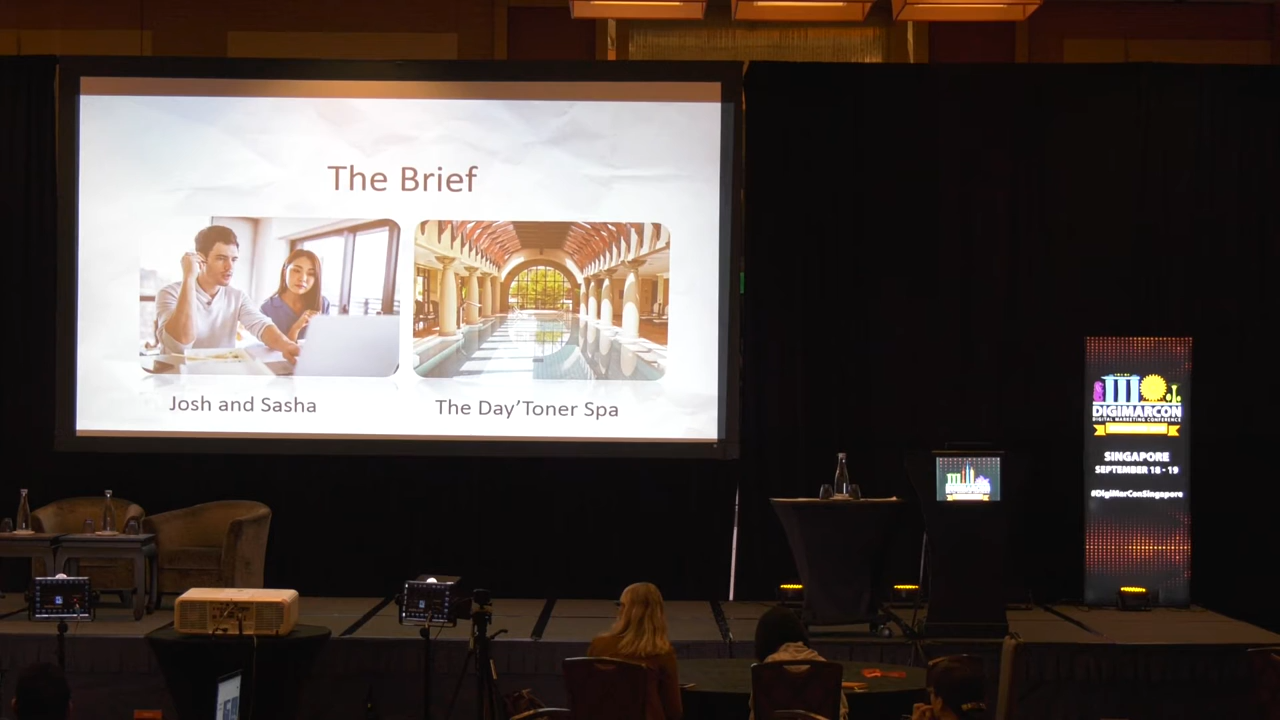 The Brief
Josh and Sasha
The Day'Toner Spa
DIGIMARCON
DIGITAL MARKETING CONFERENCE
SINGAPORE
SEPTEMBER 18 - 19
#DigiMarConSingapore